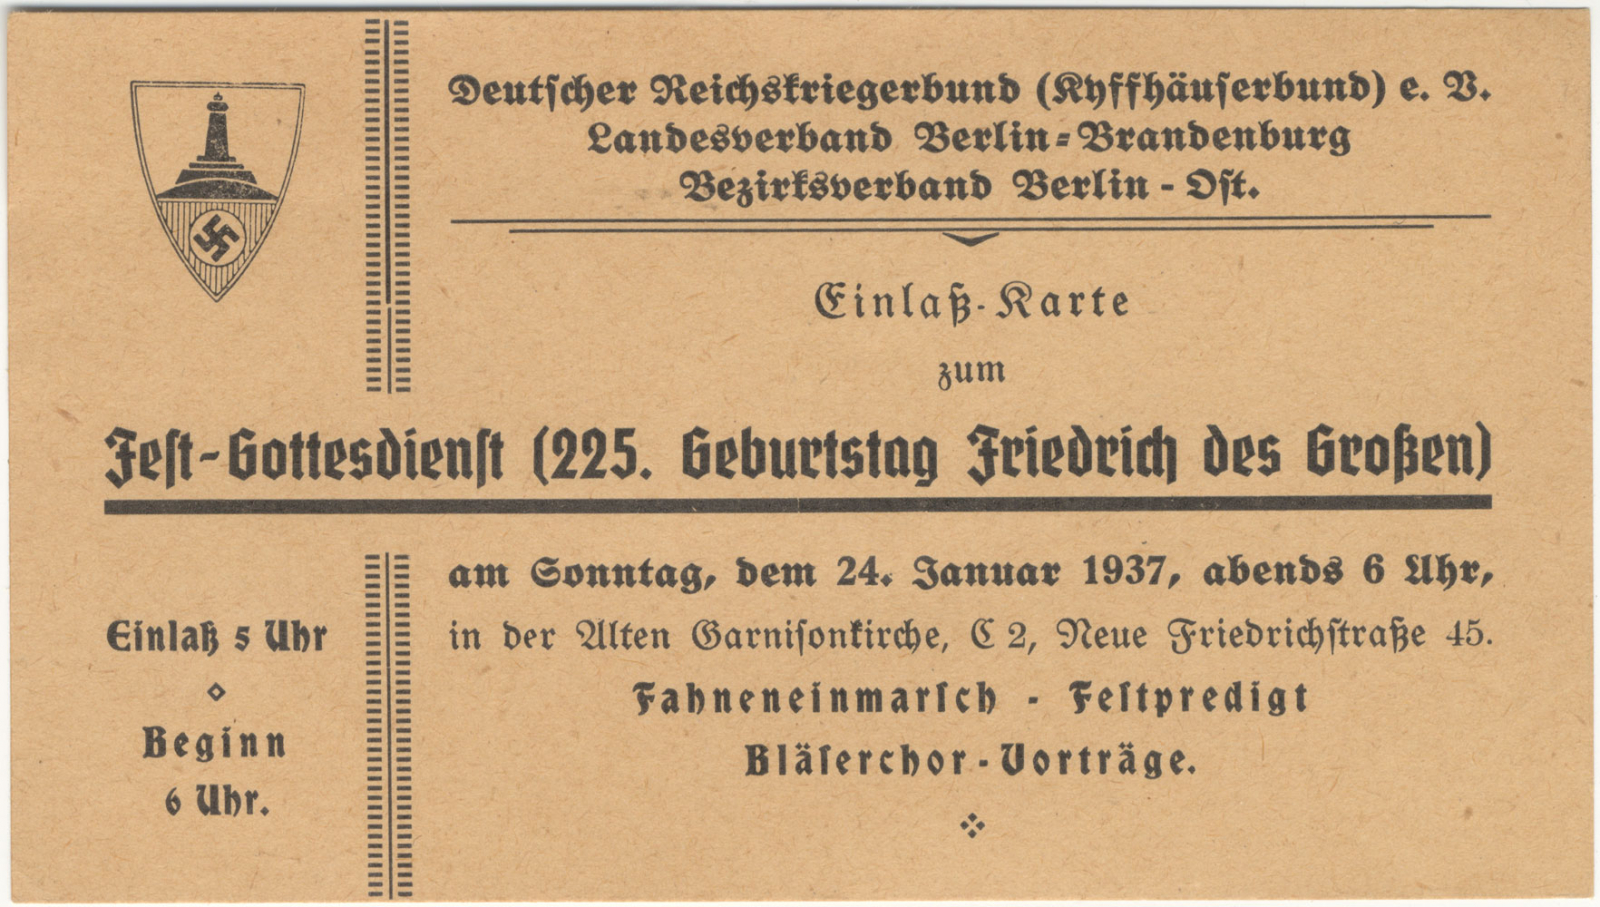 Deutscher Reichskriegerbund (Kyffhäuserbund) e. V.
Landesverband Berlin-Brandenburg
Bezirksverband Berlin - Ost.
Einlaß-Karte
zum
Fest-Gottesdienst (225. Geburtstag Friedrich des Großen)
am Sonntag, dem 24. Januar 1937, abends 6 Uhr,
in der Alten Garnisonkirche, C 2, Neue Friedrichstraße 45.
Fahneneinmarsch - Festpredigt
Bläserchor-Vorträge.
Einlaß 5 Uhr
Beginn
6 Uhr.